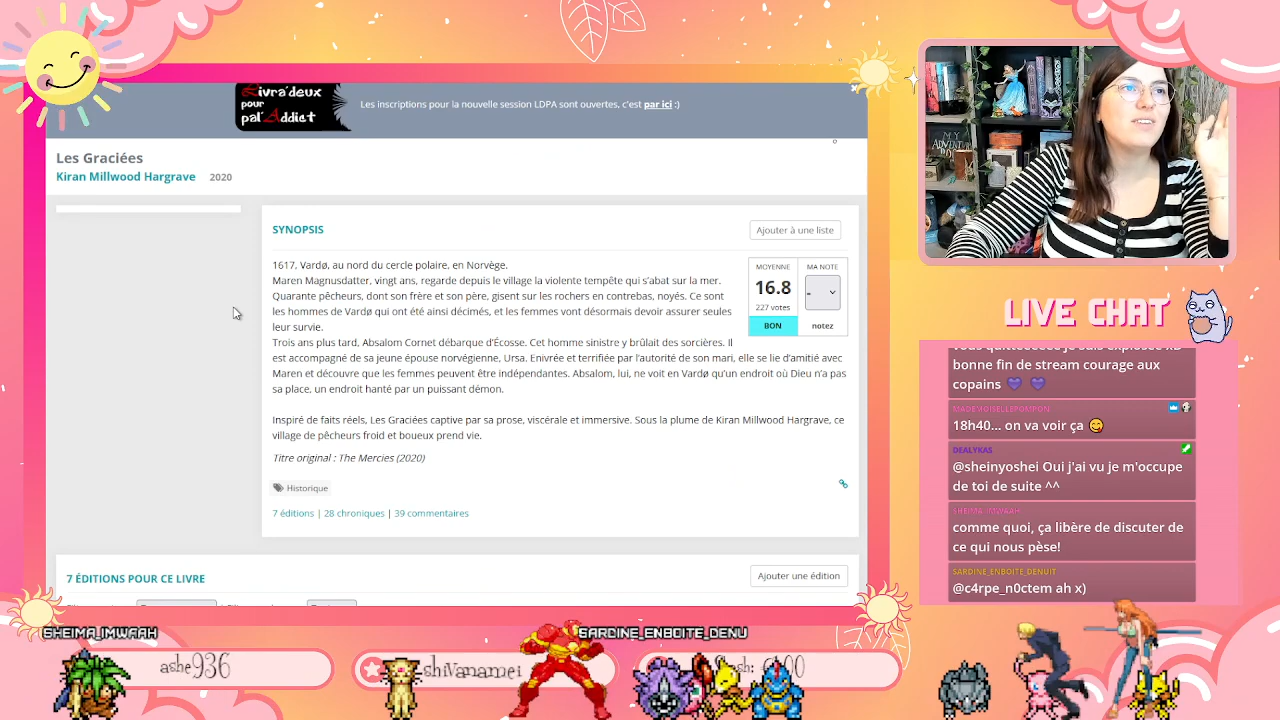 Livra'deux
pour
pal'Addict
Les inscriptions pour la nouvelle session LDPA sont ouvertes, c'est par ici :)
Les Graciées
Kiran Millwood Hargrave 2020
SYNOPSIS
Ajouter à une liste
1617, Vardø, au nord du cercle polaire, en Norvège.
Maren Magnusdatter, vingt ans, regarde depuis le village la violente tempête qui s'abat sur la mer.
Quarante pêcheurs, dont son frère et son père, gisent sur les rochers en contrebas, noyés. Ce sont
les hommes de Vardø qui ont été ainsi décimés, et les femmes vont désormais devoir assurer seules
leur survie.
Trois ans plus tard, Absalom Cornet débarque d'Écosse. Cet homme sinistre y brûlait des sorcières. Il
est accompagné de sa jeune épouse norvégienne, Ursa. Enivrée et terrifiée par l'autorité de son mari, elle se lie d'amitié avec
Maren et découvre que les femmes peuvent être indépendantes. Absalom, lui, ne voit en Vardø qu'un endroit où Dieu n'a pas
sa place, un endroit hanté par un puissant démon.
Inspiré de faits réels, Les Graciées captive par sa prose, viscérale et immersive. Sous la plume de Kiran Millwood Hargrave, ce
village de pêcheurs froid et boueux prend vie.
Titre original : The Mercies (2020)
Historique
7 éditions | 28 chroniques | 39 commentaires
MOYENNE
16.8
227 votes
BON
MA NOTE
-
notez
7 ÉDITIONS POUR CE LIVRE
Ajouter une édition
MY
ADVENTURE
LIVE CHAT
bonne fin de stream courage aux
copains
MADEMOISELLEPOMPON
18h40... on va voir ça
DEALYKAS
@sheinyoshei Oui j'ai vu je m'occupe
de toi de suite ^^
SHEIMA_IMWAAH
comme quoi, ça libère de discuter de
ce qui nous pèse!
SARDINE_ENBOITE_DENUIT
@c4rpe_n0ctem ah x)
SHEIMA_IMWAAH
SARDINE_ENBOITE_DENU
ashe936
shiVanamei